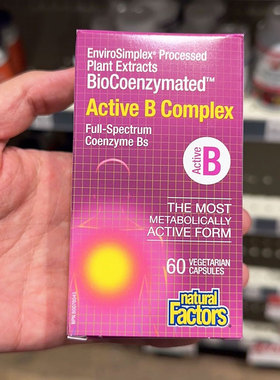 EnviroSimplex® Processed
Plant Extracts
BioCoenzymated™
Active B Complex
Full-Spectrum
Coenzyme Bs
Active
B
THE MOST
METABOLICALLY
ACTIVE FORM
60 VEGETARIAN
CAPSULES
natural
Factors